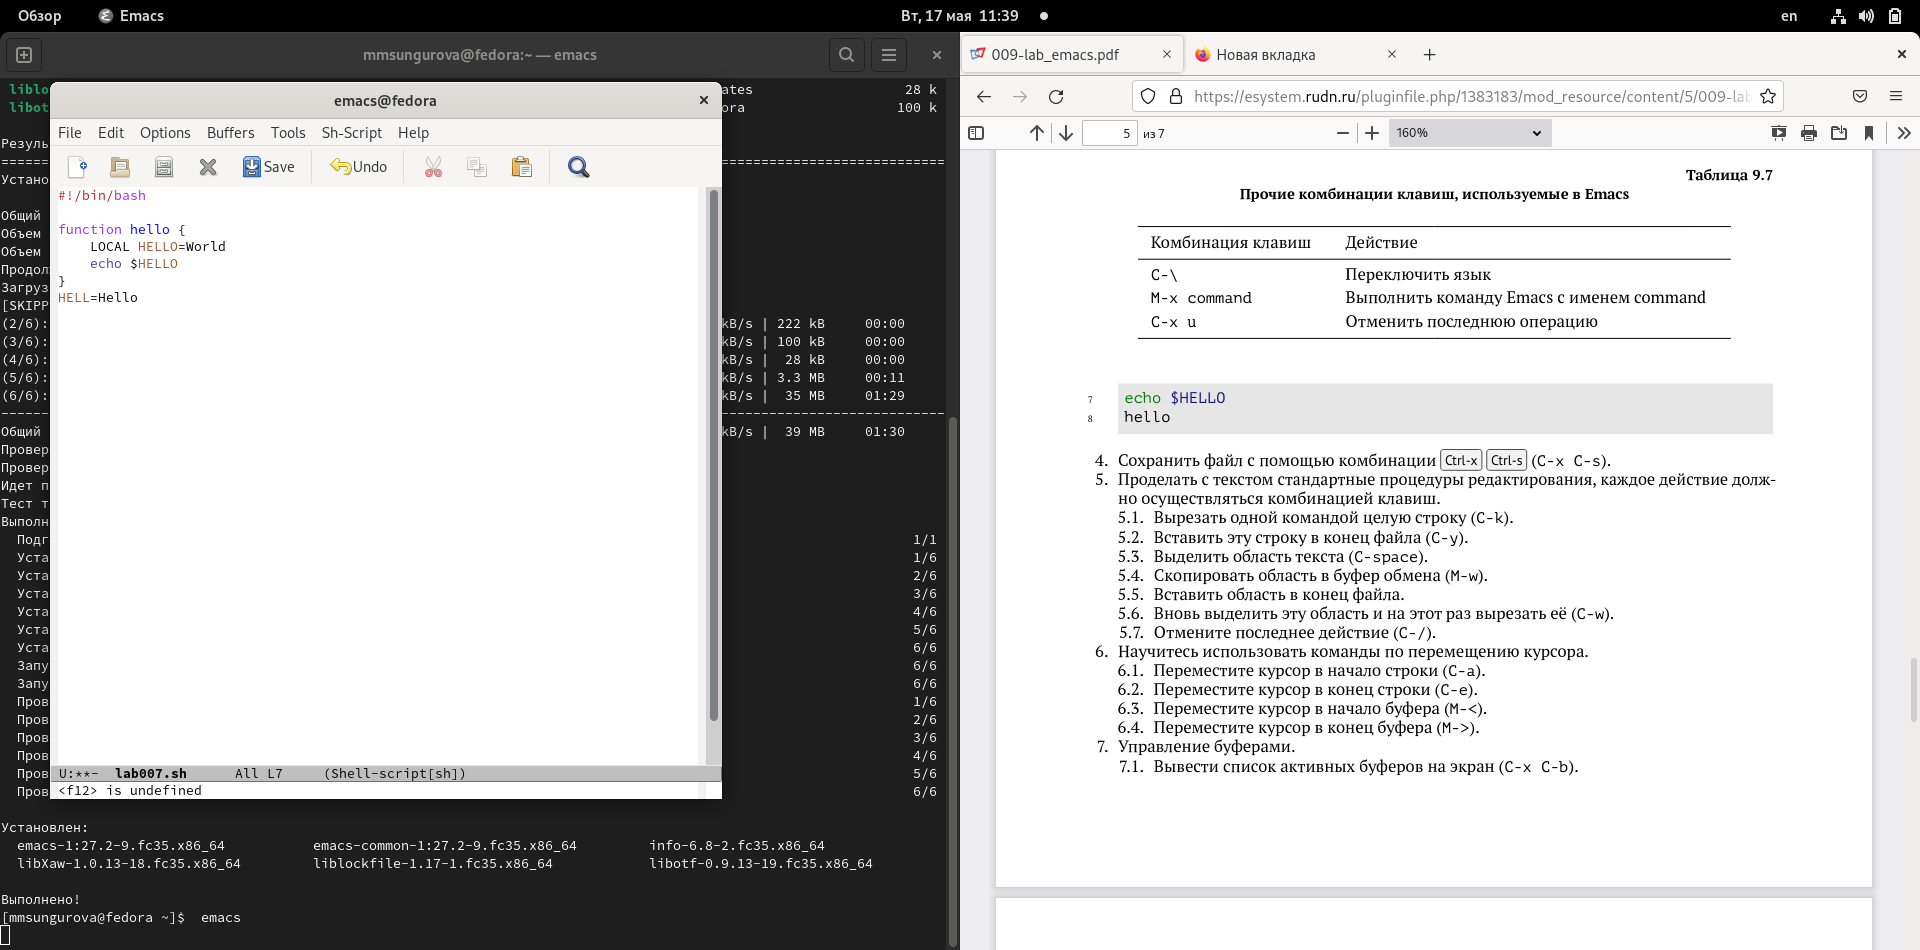 Обзор Emacs Вт, 17 мая 11:39 en
mmsungurova@fedora:~ — emacs
liblo ates 28 k
libot ora 100 k
Резуль
Устано
Общий
Объем
Объем
Продол
Загруз
[SKIPP
(2/6): kB/s | 222 kB 00:00
(3/6): kB/s | 100 kB 00:00
(4/6): kB/s | 28 kB 00:00
(5/6): kB/s | 3.3 MB 00:11
(6/6): kB/s | 35 MB 01:29
Общий kB/s | 39 MB 01:30
Провер
Провер
Идет п
Тест т
Выполн
Подг 1/1
Уста 1/6
Уста 2/6
Уста 3/6
Уста 4/6
Уста 5/6
Уста 6/6
Запу 6/6
Запу 6/6
Пров 1/6
Пров 2/6
Пров 3/6
Пров 4/6
Пров 5/6
Пров 6/6
Установлен:
emacs-1:27.2-9.fc35.x86_64 emacs-common-1:27.2-9.fc35.x86_64 info-6.8-2.fc35.x86_64
libXaw-1.0.13-18.fc35.x86_64 liblockfile-1.17-1.fc35.x86_64 libotf-0.9.13-19.fc35.x86_64
Выполнено!
[mmsungurova@fedora ~]$ emacs
emacs@fedora
File Edit Options Buffers Tools Sh-Script Help
Save Undo
#!/bin/bash
function hello {
LOCAL HELLO=World
echo $HELLO
}
HELL=Hello
U:**- lab007.sh All L7 (Shell-script[sh])
<f12> is undefined
009-lab_emacs.pdf Новая вкладка
https://esystem.rudn.ru/pluginfile.php/1383183/mod_resource/content/5/009-lab
5 из 7 160%
Таблица 9.7
Прочие комбинации клавиш, используемые в Emacs
Комбинация клавиш Действие
C-\ Переключить язык
M-x command Выполнить команду Emacs с именем command
C-x u Отменить последнюю операцию
7 echo $HELLO
8 hello
4. Сохранить файл с помощью комбинации Ctrl-x Ctrl-s (C-x C-s).
5. Проделать с текстом стандартные процедуры редактирования, каждое действие долж-
но осуществляться комбинацией клавиш.
5.1. Вырезать одной командой целую строку (C-k).
5.2. Вставить эту строку в конец файла (C-y).
5.3. Выделить область текста (C-space).
5.4. Скопировать область в буфер обмена (M-w).
5.5. Вставить область в конец файла.
5.6. Вновь выделить эту область и на этот раз вырезать её (C-w).
5.7. Отмените последнее действие (C-/).
6. Научитесь использовать команды по перемещению курсора.
6.1. Переместите курсор в начало строки (C-a).
6.2. Переместите курсор в конец строки (C-e).
6.3. Переместите курсор в начало буфера (M-<).
6.4. Переместите курсор в конец буфера (M->).
7. Управление буферами.
7.1. Вывести список активных буферов на экран (C-x C-b).